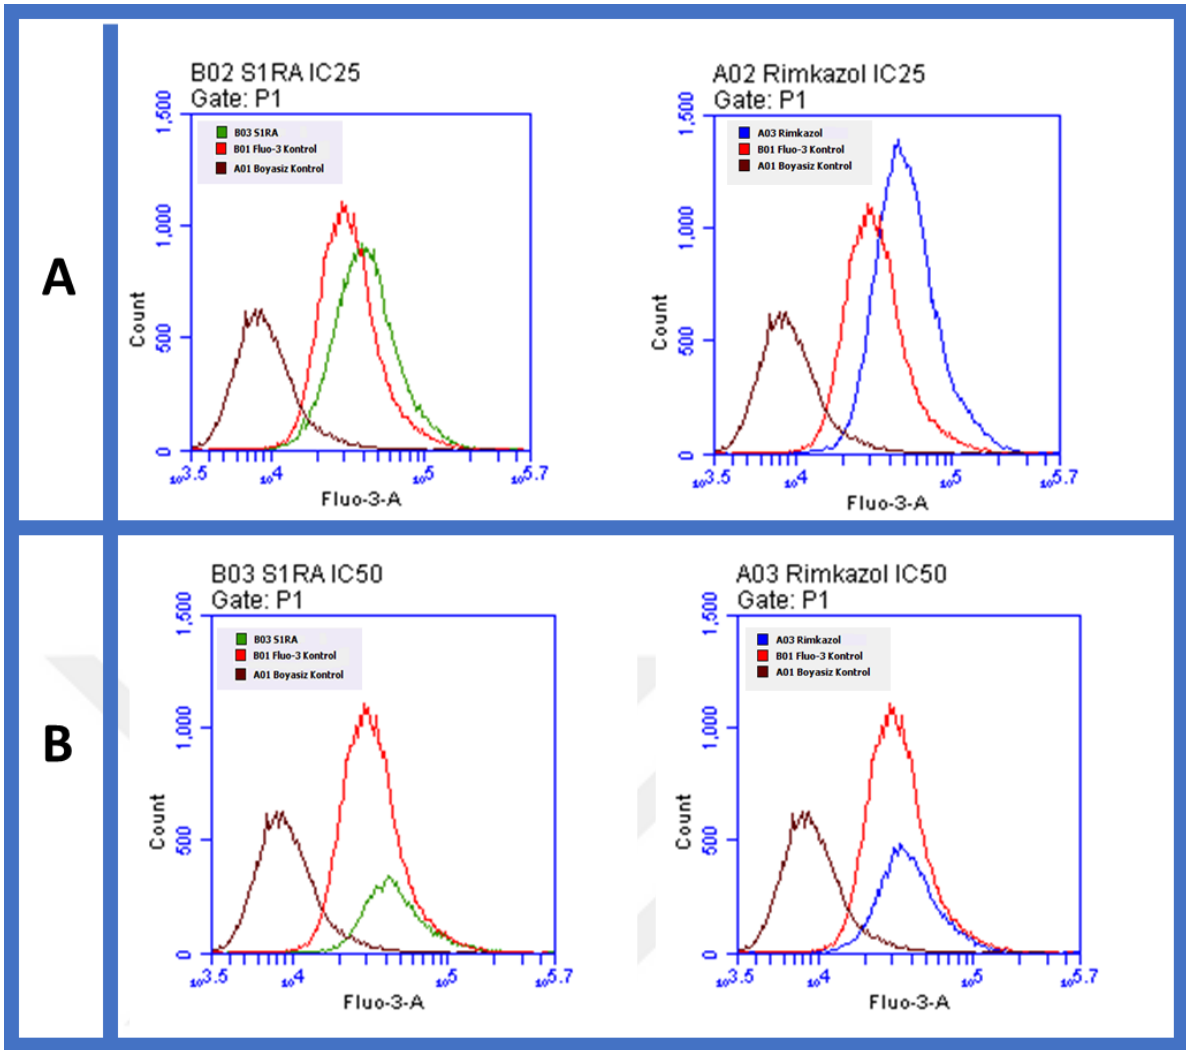 A
B02 S1RA IC25
Gate: P1
B03 S1RA
B01 Fluo-3 Kontrol
A01 Boyasiz Kontrol
Count
1,500
1,000
500
0
10^3.5
10^4
10^5
10^5.7
Fluo-3-A
A02 Rimkazol IC25
Gate: P1
A03 Rimkazol
B01 Fluo-3 Kontrol
A01 Boyasiz Kontrol
Count
1,500
1,000
500
0
10^3.5
10^4
10^5
10^5.7
Fluo-3-A
B
B03 S1RA IC50
Gate: P1
B03 S1RA
B01 Fluo-3 Kontrol
A01 Boyasiz Kontrol
Count
1,500
1,000
500
0
10^3.5
10^4
10^5
10^5.7
Fluo-3-A
A03 Rimkazol IC50
Gate: P1
A03 Rimkazol
B01 Fluo-3 Kontrol
A01 Boyasiz Kontrol
Count
1,500
1,000
500
0
10^3.5
10^4
10^5
10^5.7
Fluo-3-A